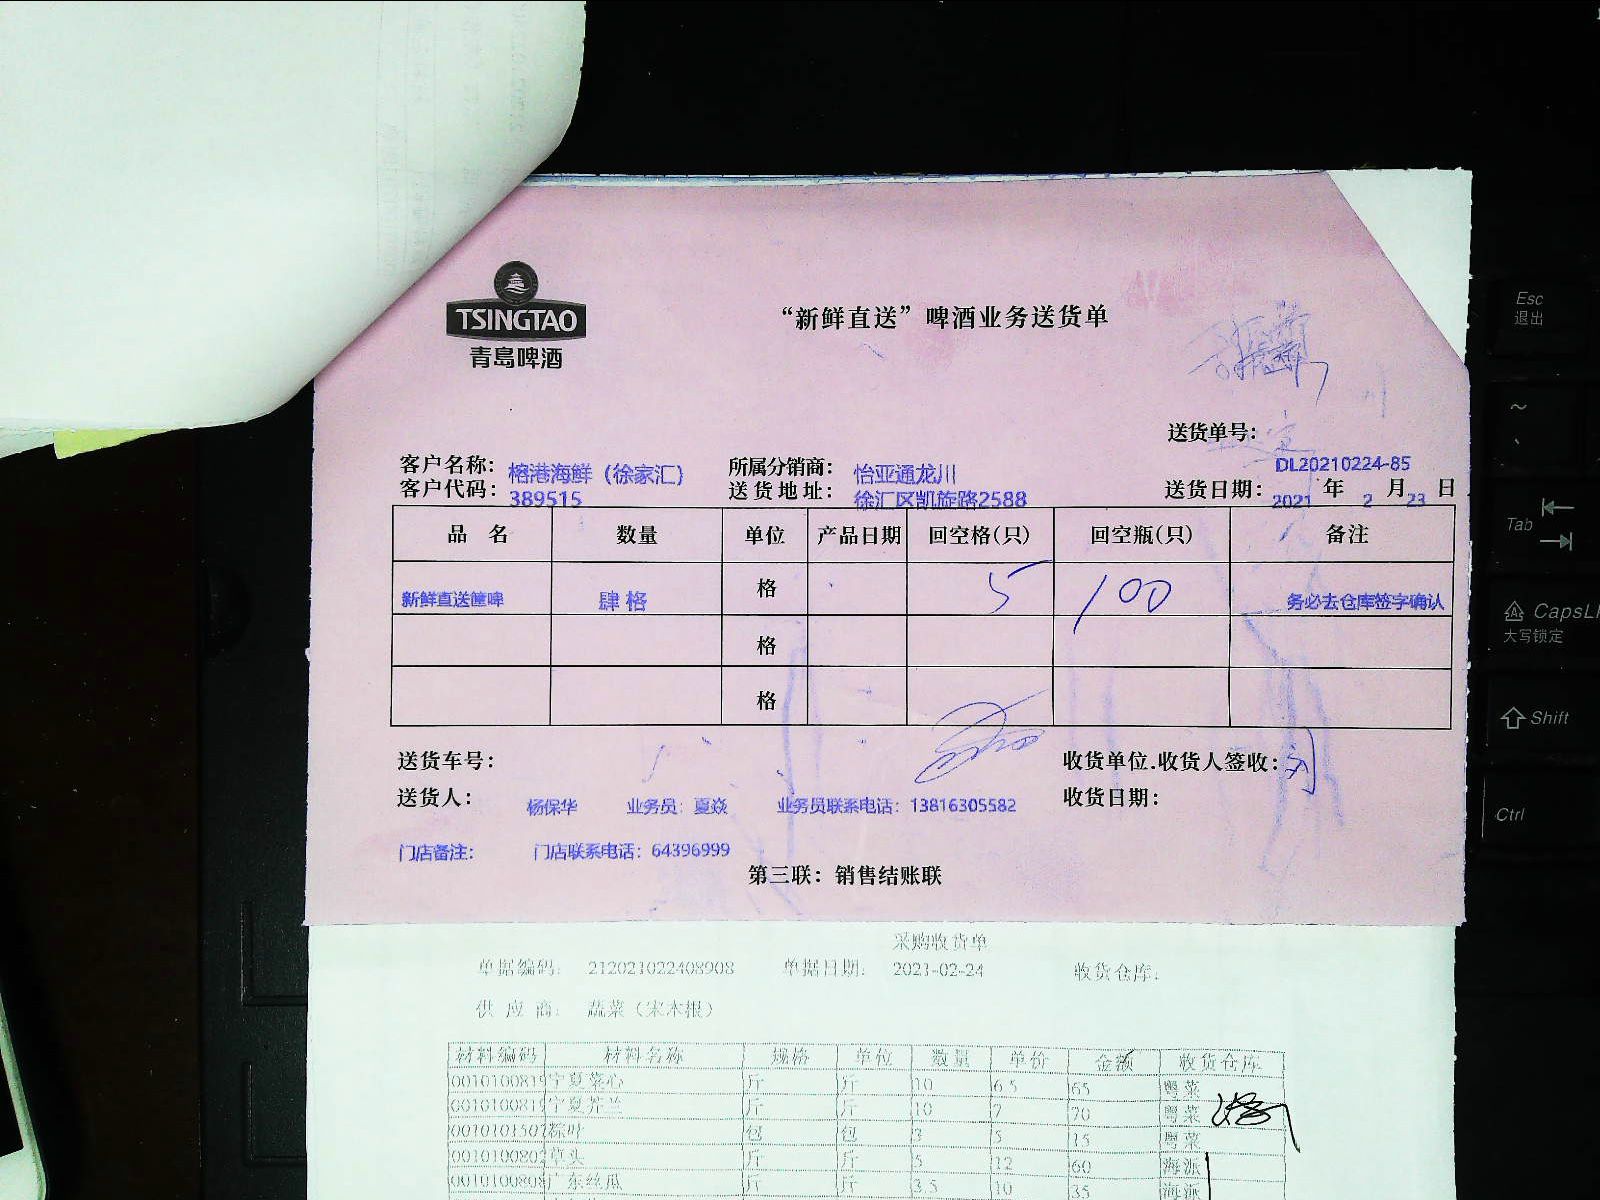 TSINGTAO
青島啤酒
“新鲜直送”啤酒业务送货单
送货单号：
DL20210224-85
客户名称： 榕港海鲜（徐家汇） 所属分销商： 怡亚通龙川
客户代码： 389515 送货地址： 徐汇区凯旋路2588 送货日期： 2021 年 2 月 23 日
品 名 数量 单位 产品日期 回空格(只) 回空瓶(只) 备注
新鲜直送箱啤 肆格 格 5 100 务必去仓库签字确认
格
格
送货车号： 收货单位.收货人签收：
送货人： 杨保华 业务员：夏焱 业务员联系电话：13816305582 收货日期：
门店备注： 门店联系电话：64396999
第三联：销售结账联
采购收货单
单据编码： 212021022408908 单据日期： 2021-02-24 收货仓库：
供 应 商： 蔬菜（宋本根）
材料编码 材料名称 规格 单位 数量 单价 金额 收货仓库
0010100819 宁夏菜心 斤 斤 10 6.5 65 粤菜
0010100819 宁夏芥兰 斤 斤 10 7 70 粤菜
0010101507 粽叶 包 包 3 5 15 粤菜
0010100802 草头 斤 斤 5 12 60 海派
0010100808 广东丝瓜 斤 斤 3.5 10 35 海派
Esc
退出
~
Tab
CapsL
大写锁定
Shift
Ctrl